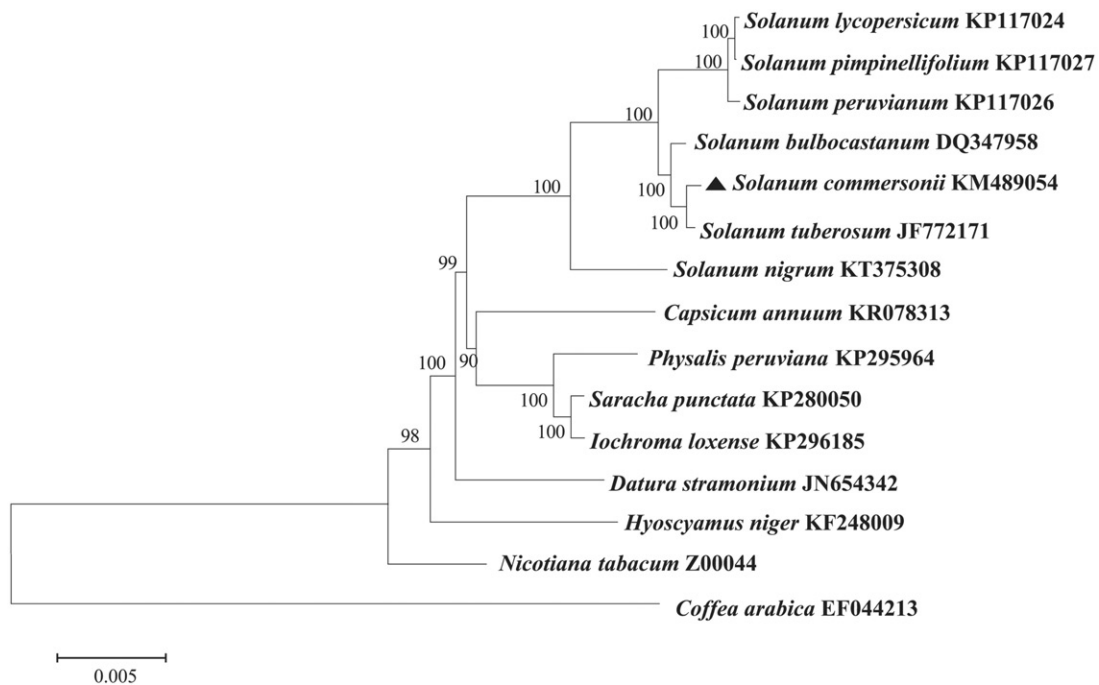 Solanum lycopersicum KP117024
100
Solanum pimpinellifolium KP117027
100
Solanum peruvianum KP117026
100
Solanum bulbocastanum DQ347958
100
Solanum commersonii KM489054
100
100
Solanum tuberosum JF772171
99
Solanum nigrum KT375308
Capsicum annuum KR078313
100
90
Physalis peruviana KP295964
100
Saracha punctata KP280050
98
100
Iochroma loxense KP296185
Datura stramonium JN654342
Hyoscyamus niger KF248009
Nicotiana tabacum Z00044
Coffea arabica EF044213
0.005